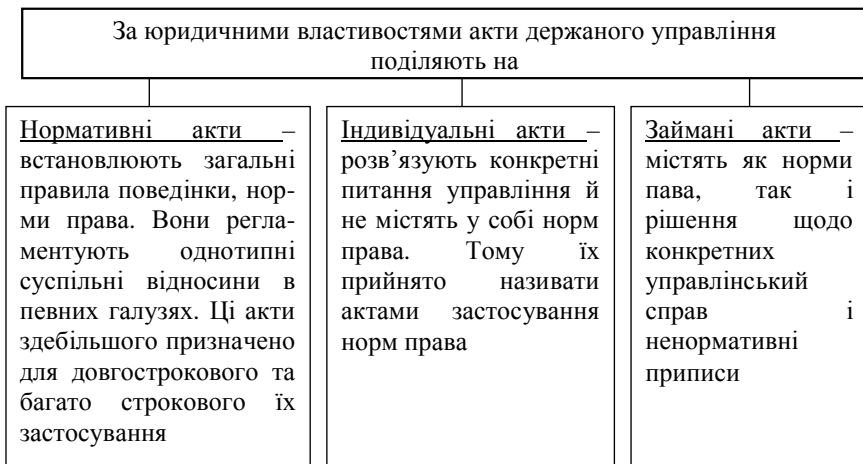 За юридичними властивостями акти держаного управління
поділяють на
Нормативні акти –
встановлюють загальні
правила поведінки, нор-
ми права. Вони регла-
ментують однотипні
суспільні відносини в
певних галузях. Ці акти
здебільшого призначено
для довгострокового та
багато строкового їх
застосування
Індивідуальні акти –
розв’язують конкретні
питання управління й
не містять у собі норм
права. Тому їх
прийнято називати
актами застосування
норм права
Займані акти –
містять як норми
пава, так і
рішення щодо
конкретних
управлінський
справ і
ненормативні
приписи